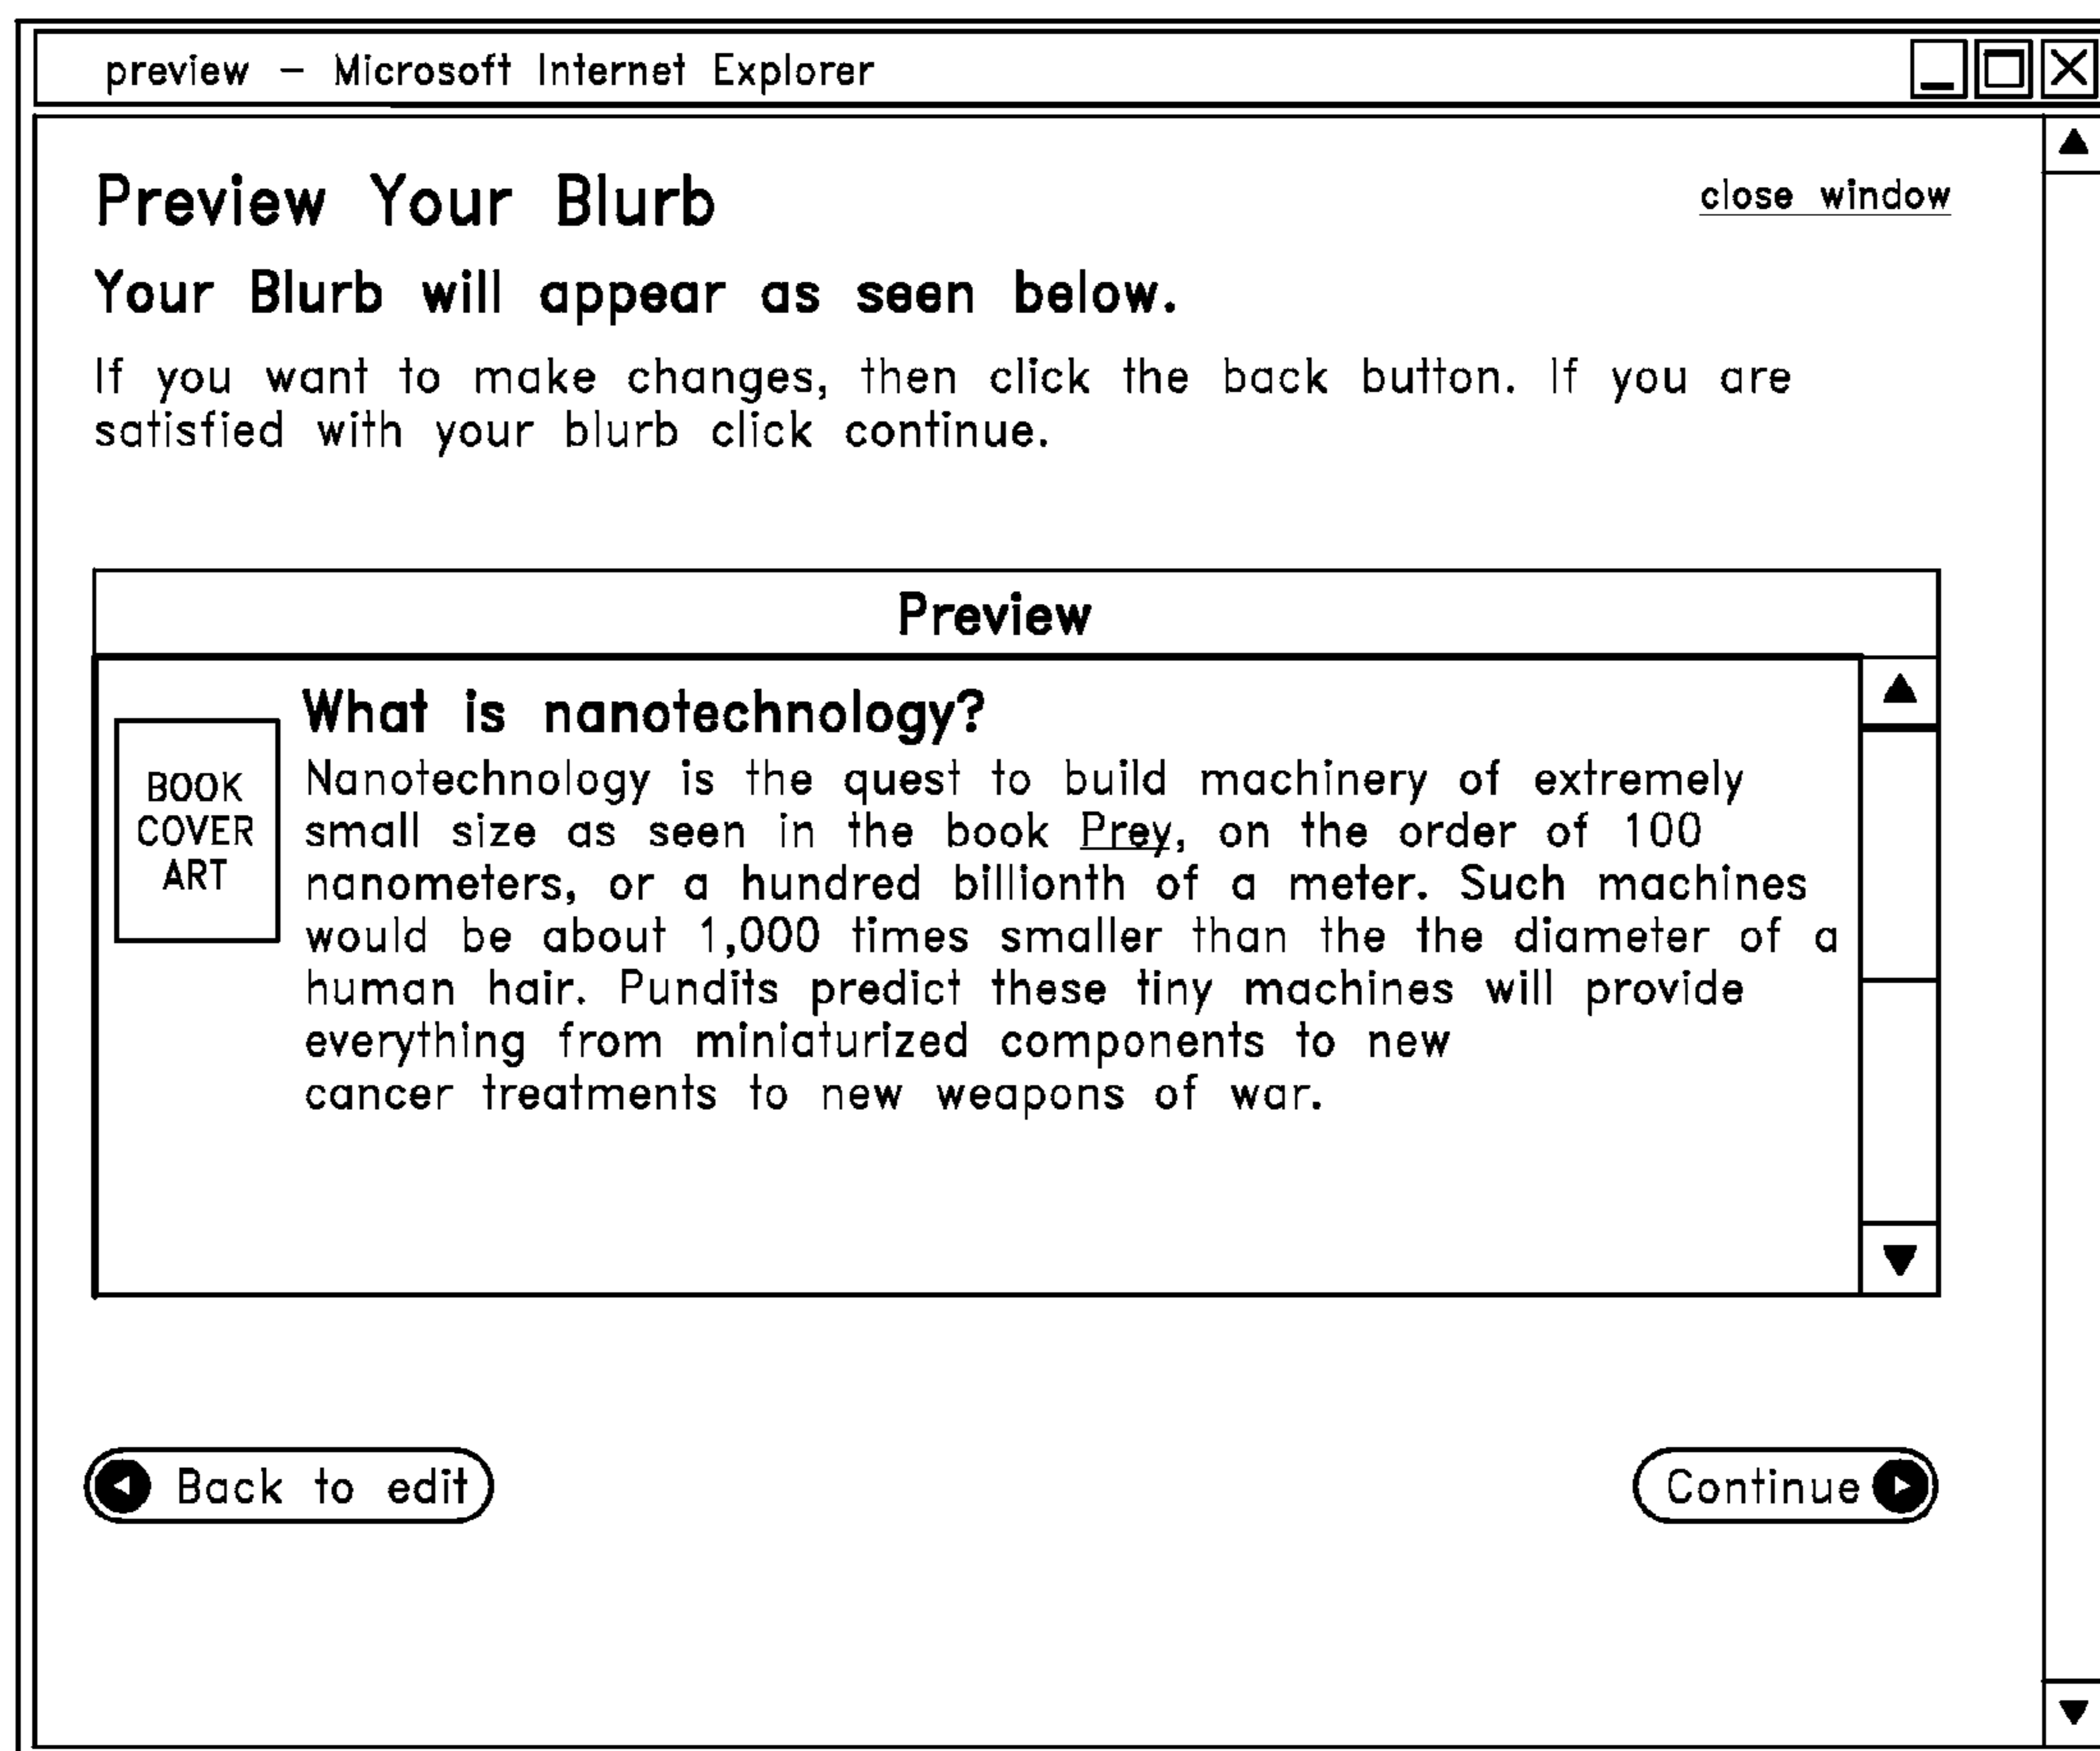 preview – Microsoft Internet Explorer
Preview Your Blurb
close window
Your Blurb will appear as seen below.
If you want to make changes, then click the back button. If you are
satisfied with your blurb click continue.
Preview
BOOK
COVER
ART
What is nanotechnology?
Nanotechnology is the quest to build machinery of extremely
small size as seen in the book Prey, on the order of 100
nanometers, or a hundred billionth of a meter. Such machines
would be about 1,000 times smaller than the the diameter of a
human hair. Pundits predict these tiny machines will provide
everything from miniaturized components to new
cancer treatments to new weapons of war.
Back to edit
Continue